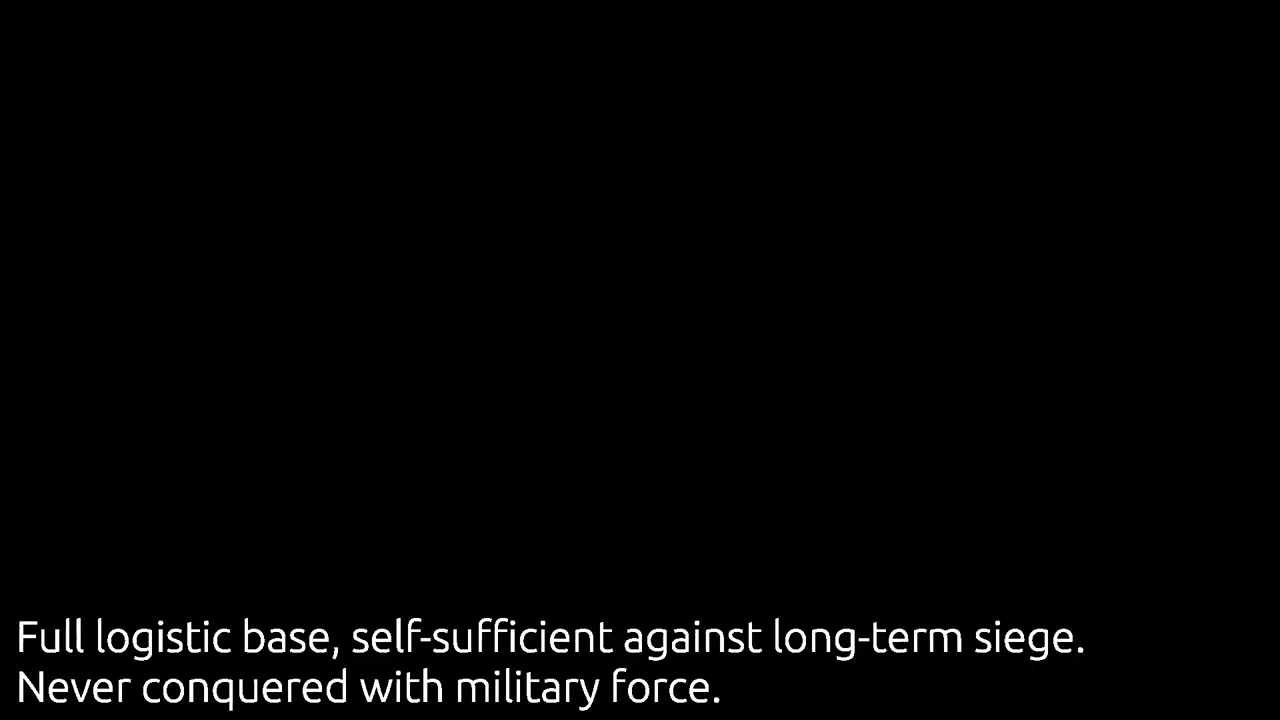 Full logistic base, self-sufficient against long-term siege.
Never conquered with military force.